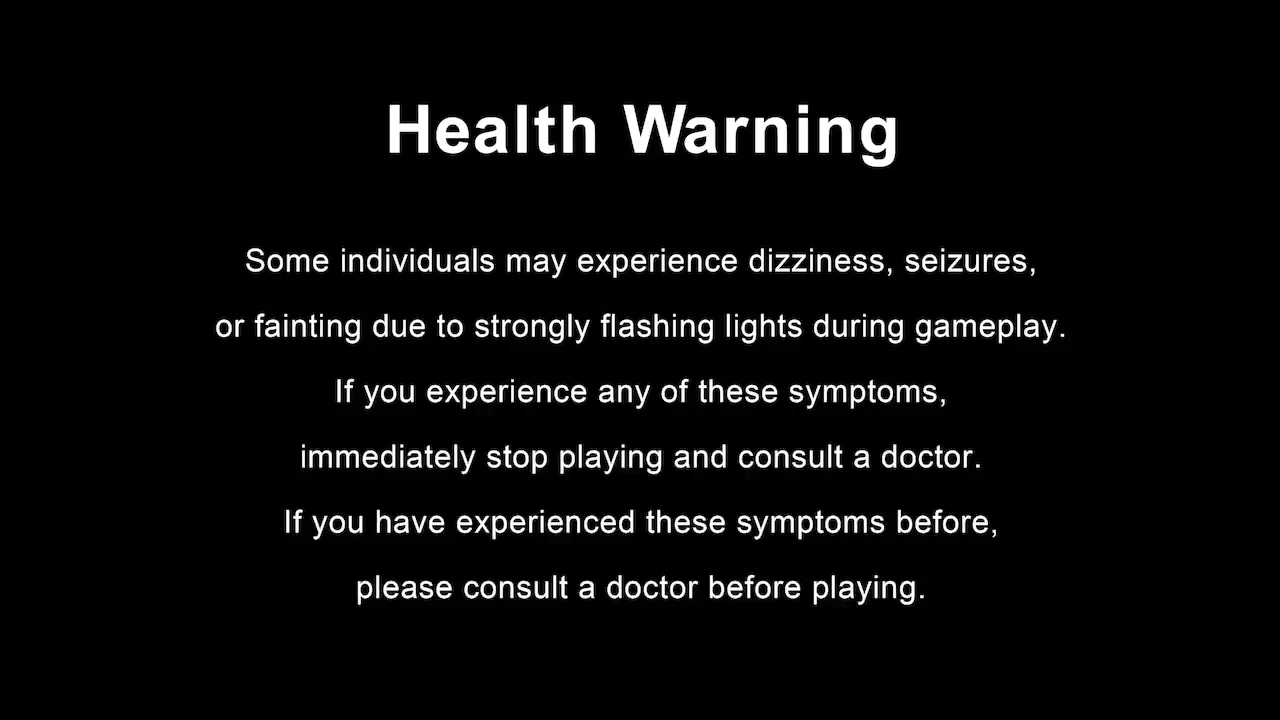 Health Warning
Some individuals may experience dizziness, seizures,
or fainting due to strongly flashing lights during gameplay.
If you experience any of these symptoms,
immediately stop playing and consult a doctor.
If you have experienced these symptoms before,
please consult a doctor before playing.